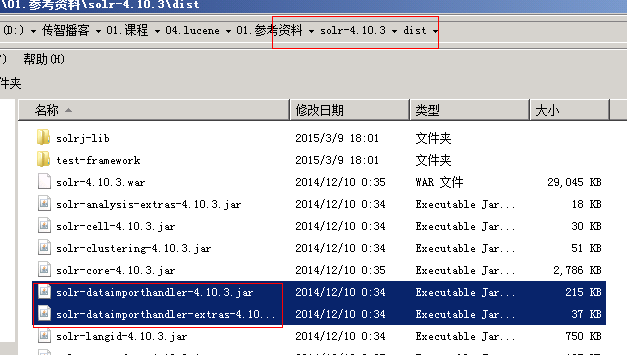 \01.参考资料\solr-4.10.3\dist
(D:) ▾ 传智播客 ▾ 01.课程 ▾ 04.lucene ▾ 01.参考资料 ▾ solr-4.10.3 ▾ dist ▾
) 帮助(H)
件夹
名称 修改日期 类型 大小
solrj-lib 2015/3/9 18:01 文件夹
test-framework 2015/3/9 18:01 文件夹
solr-4.10.3.war 2014/12/10 0:35 WAR 文件 29,045 KB
solr-analysis-extras-4.10.3.jar 2014/12/10 0:34 Executable Jar... 18 KB
solr-cell-4.10.3.jar 2014/12/10 0:34 Executable Jar... 30 KB
solr-clustering-4.10.3.jar 2014/12/10 0:34 Executable Jar... 51 KB
solr-core-4.10.3.jar 2014/12/10 0:35 Executable Jar... 2,786 KB
solr-dataimporthandler-4.10.3.jar 2014/12/10 0:34 Executable Jar... 215 KB
solr-dataimporthandler-extras-4.10... 2014/12/10 0:34 Executable Jar... 37 KB
solr-langid-4.10.3.jar 2014/12/10 0:34 Executable Jar... 750 KB